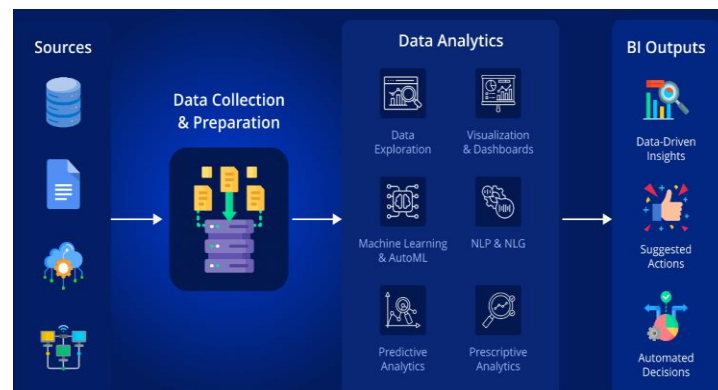 Sources
Data Collection
& Preparation
Data Analytics
Data
Exploration
Visualization
& Dashboards
Machine Learning
& AutoML
NLP & NLG
Predictive
Analytics
Prescriptive
Analytics
BI Outputs
Data-Driven
Insights
Suggested
Actions
Automated
Decisions